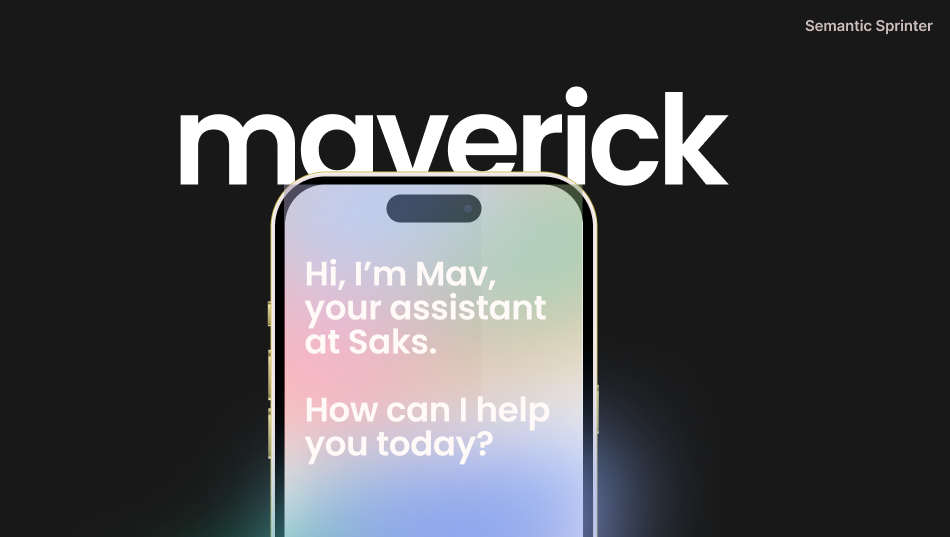 Semantic Sprinter
maverick
Hi, I’m Mav,
your assistant
at Saks.
How can I help
you today?